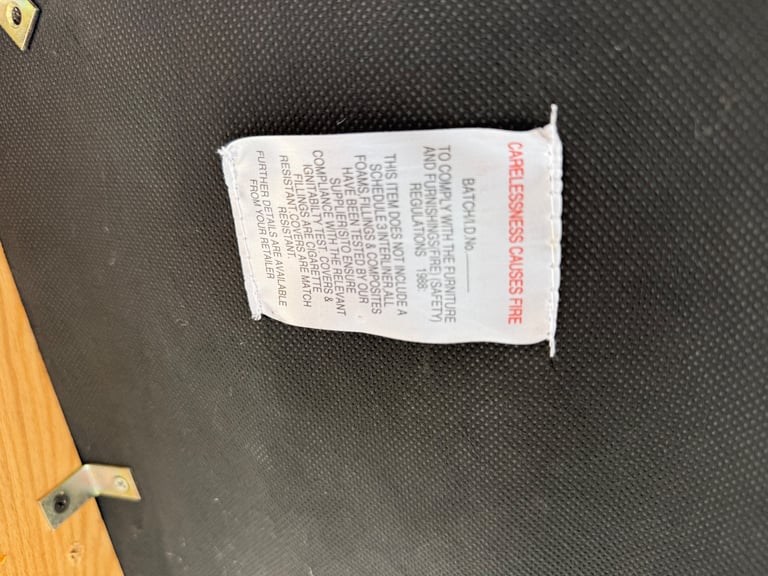 CARELESSNESS CAUSES FIRE
BATCH/I.D No.
TO COMPLY WITH THE FURNITURE
AND FURNISHINGS(FIRE) (SAFETY)
REGULATIONS 1988:
THIS ITEM DOES NOT INCLUDE A
SCHEDULE 3 INTERLINER ALL
FOAMS, FILLINGS & COMPOSITES
HAVE BEEN TESTED BY OUR
SUPPLIER(S)TO ENSURE
COMPLIANCE WITH THE RELEVANT
IGNITABILTY TEST. COVERS &
FILLINGS ARE CIGARETTE
RESISTANT. COVERS ARE MATCH
RESISTANT.
FURTHER DETAILS ARE AVAILABLE
FROM YOUR RETAILER